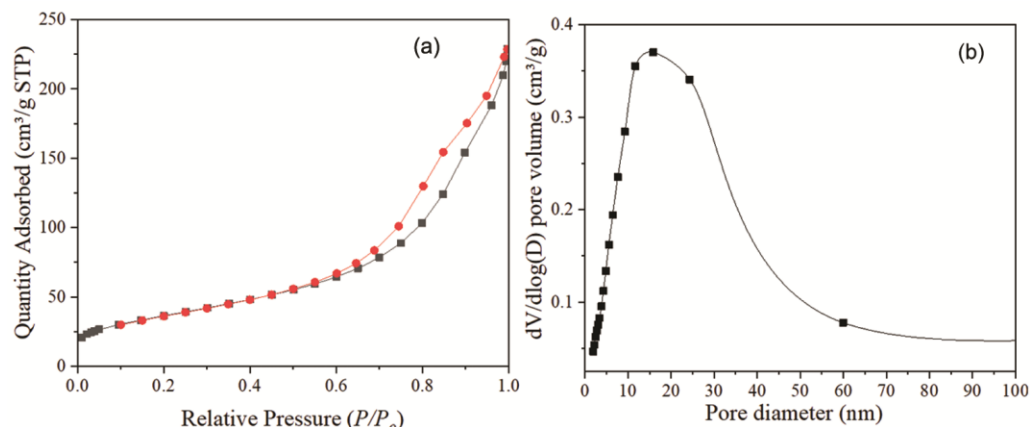 (a)
Quantity Adsorbed (cm³/g STP)
250
200
150
100
50
0
0.0 0.2 0.4 0.6 0.8 1.0
Relative Pressure (P/Pₒ)
(b)
dV/dlog(D) pore volume (cm³/g)
0.4
0.3
0.2
0.1
0 10 20 30 40 50 60 70 80 90 100
Pore diameter (nm)